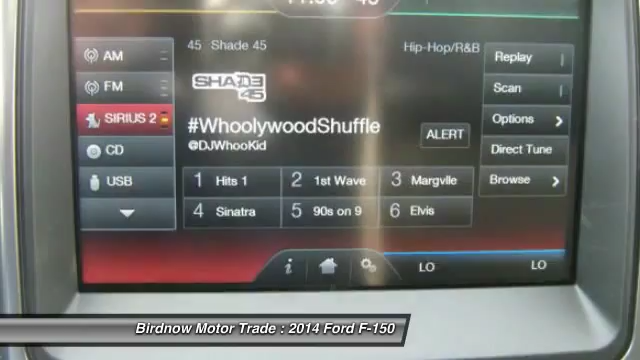 AM
FM
SIRIUS 2
CD
USB
45 Shade 45
Hip-Hop/R&B
SHADE 45
#WhoolywoodShuffle
@DJWhooKid
ALERT
1 Hits 1
2 1st Wave
3 Margvlle
4 Sinatra
5 90s on 9
6 Elvis
Replay
Scan
Options
Direct Tune
Browse
LO
LO
Birdnow Motor Trade : 2014 Ford F-150